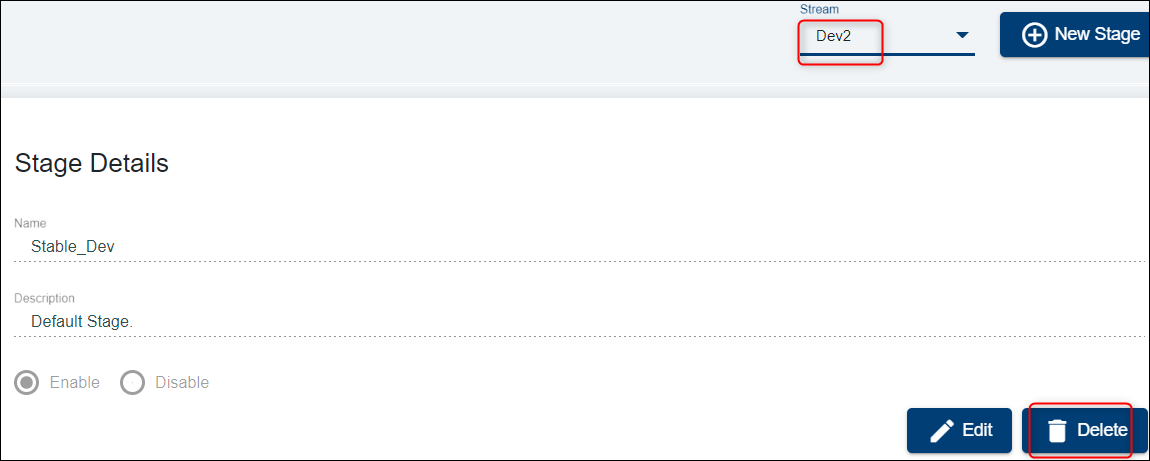 Stream
Dev2
New Stage
Stage Details
Name
Stable_Dev
Description
Default Stage.
Enable Disable
Edit Delete